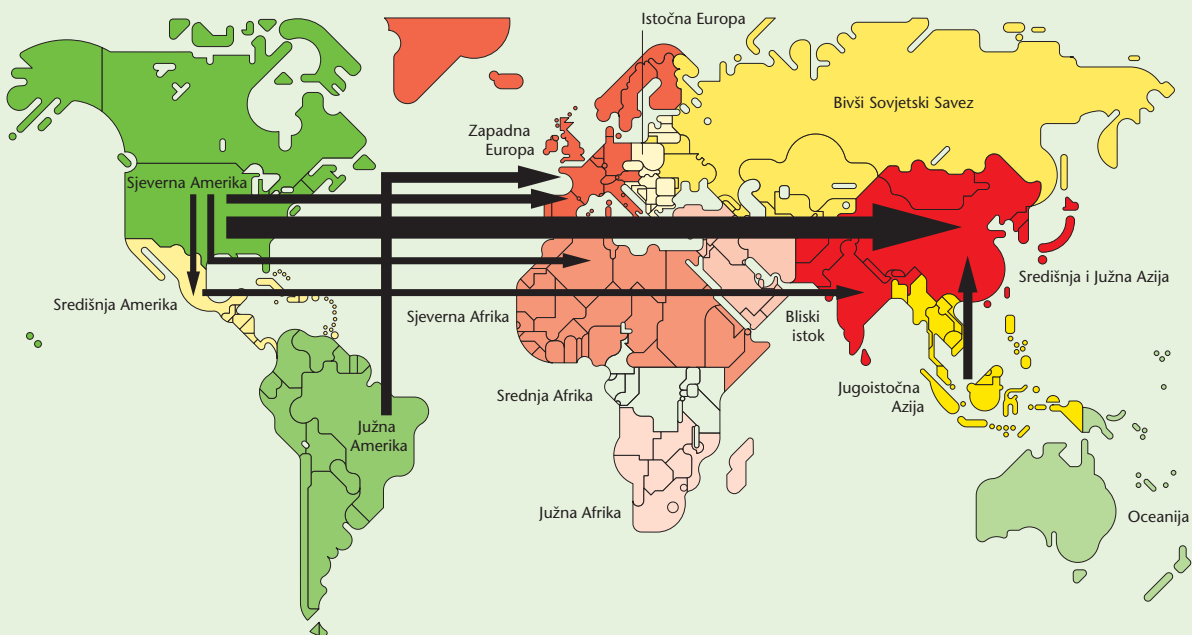 Istočna Europa
Bivši Sovjetski Savez
Zapadna
Europa
Sjeverna Amerika
Središnja i Južna Azija
Središnja Amerika
Sjeverna Afrika
Bliski
istok
Srednja Afrika
Jugoistočna
Azija
Južna
Amerika
Južna Afrika
Oceanija